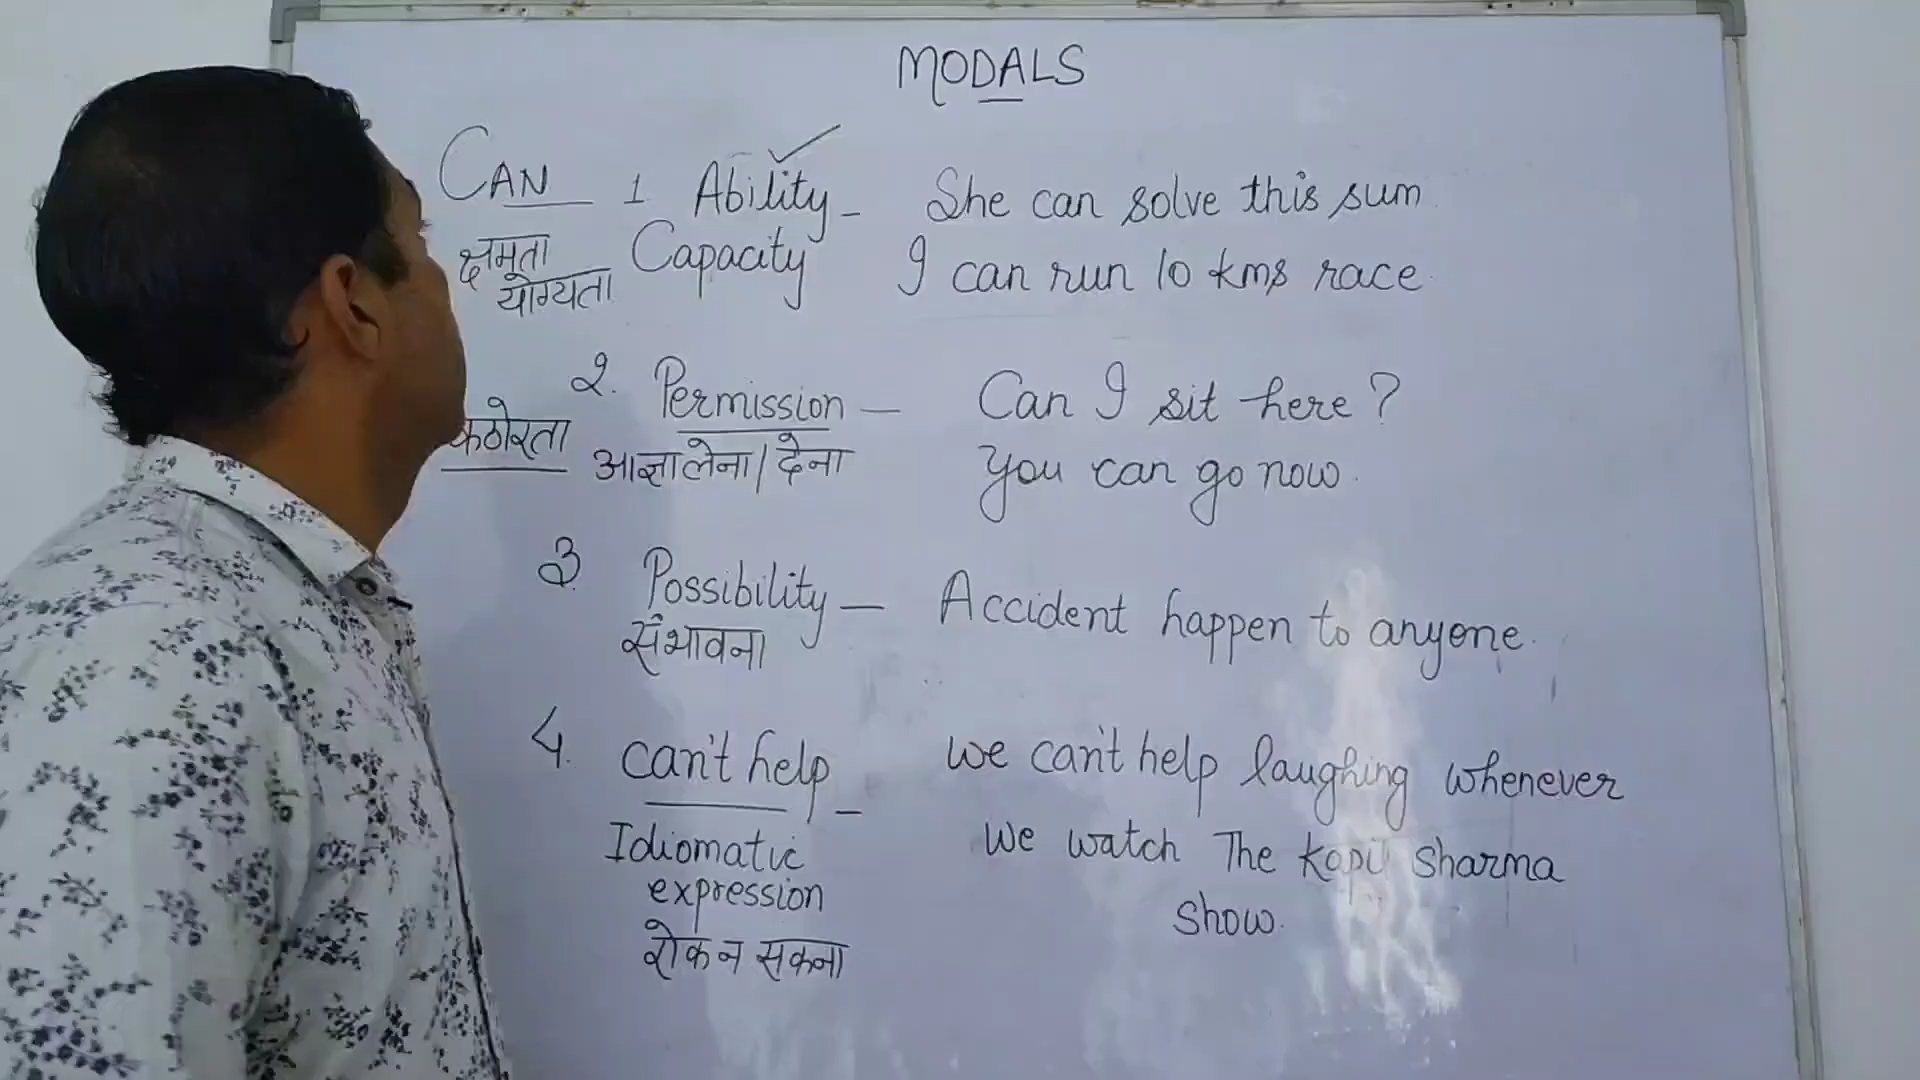 MODALS
CAN 1 Ability - She can solve this sum.
क्षमता Capacity I can run 10 kms race.
योग्यता
2. Permission - Can I sit here?
कठोरता आज्ञा लेना / देना You can go now.
3. Possibility - Accident happen to anyone.
संभावना
4. can't help - we can't help laughing whenever
Idiomatic we watch The Kapil Sharma
expression show.
रोक न सकना